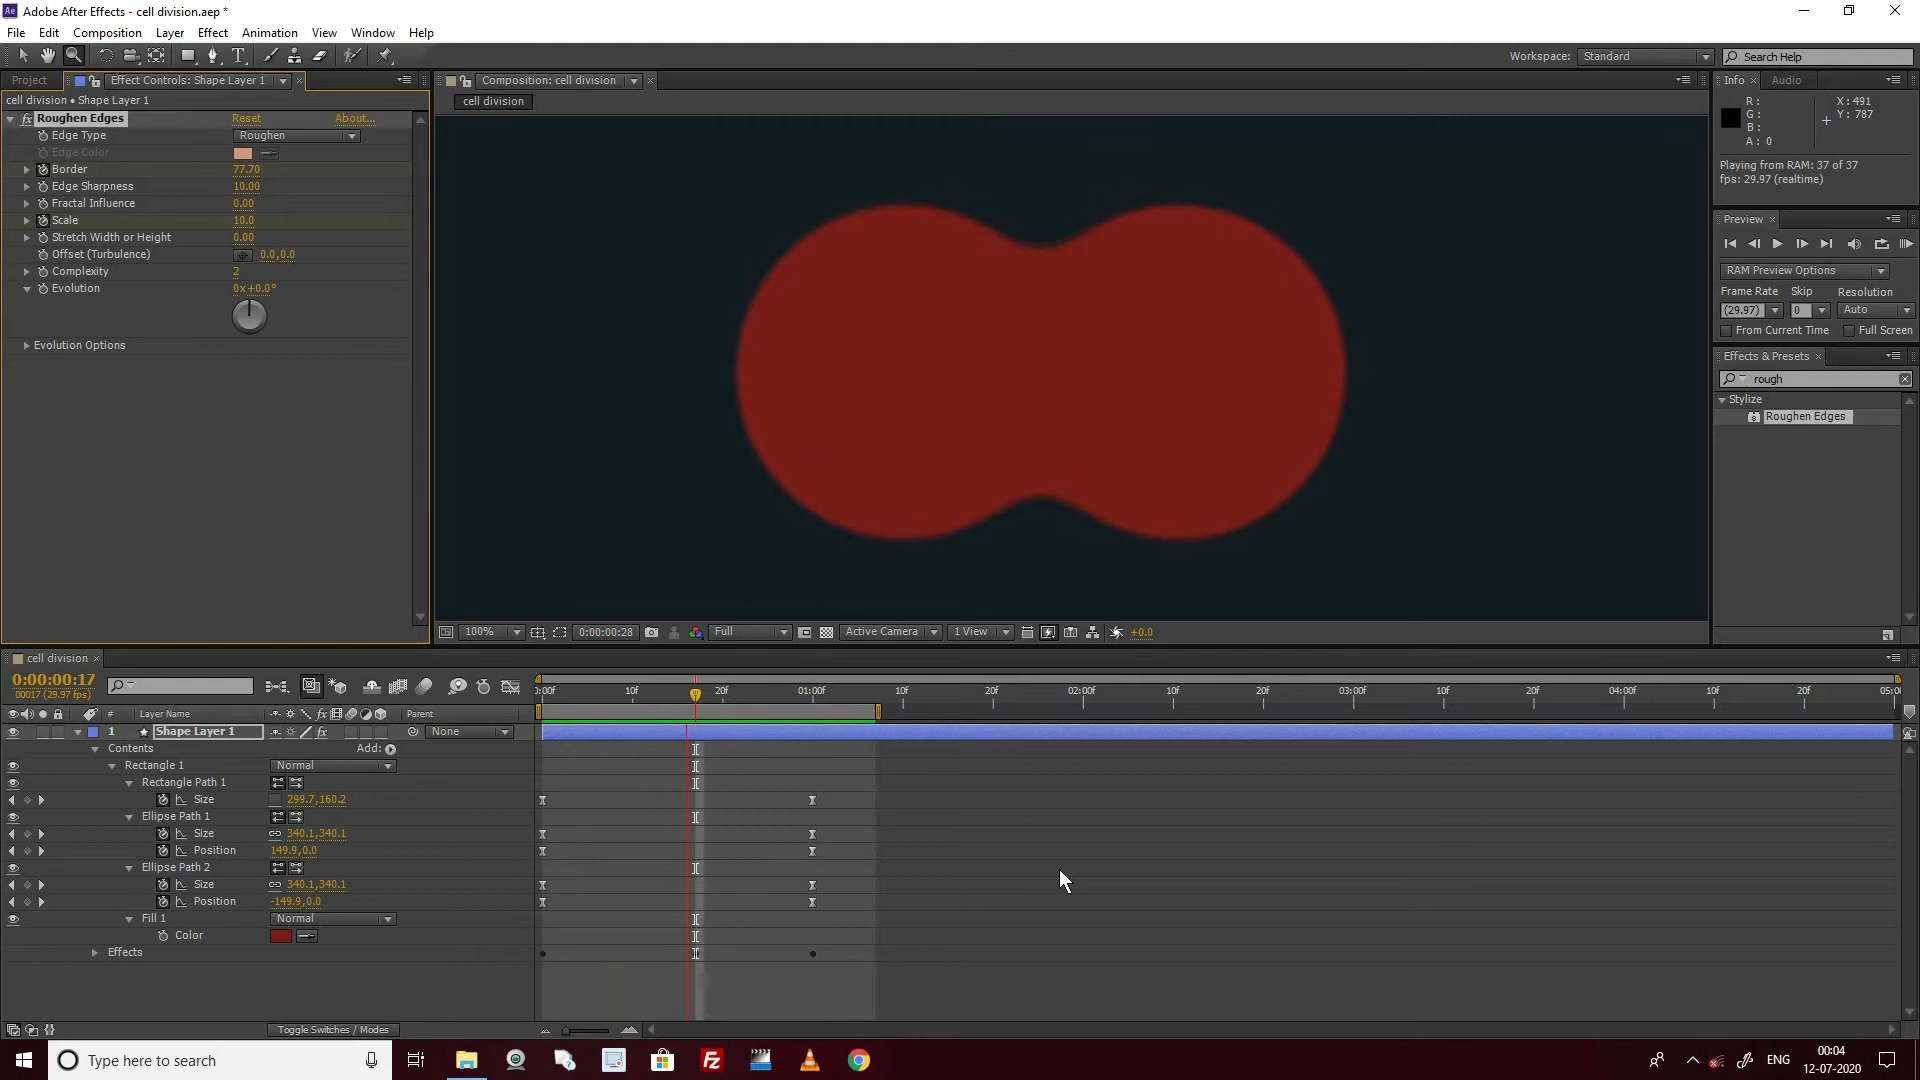 Adobe After Effects - cell division.aep *
File Edit Composition Layer Effect Animation View Window Help
Workspace: Standard Search Help
Project Effect Controls: Shape Layer 1
cell division • Shape Layer 1
fx Roughen Edges Reset About...
Edge Type Roughen
Edge Color
Border 77.70
Edge Sharpness 10.00
Fractal Influence 0.00
Scale 10.0
Stretch Width or Height 0.00
Offset (Turbulence) 0.0,0.0
Complexity 2
Evolution 0x+0.0°
Evolution Options
Composition: cell division
cell division
100% 0:00:00:28 Full Active Camera 1 View +0.0
Info Audio
R: X: 491
G: Y: 787
B:
A: 0
Playing from RAM: 37 of 37
fps: 29.97 (realtime)
Preview
RAM Preview Options
Frame Rate Skip Resolution
(29.97) 0 Auto
From Current Time Full Screen
Effects & Presets
rough
Stylize
Roughen Edges
cell division
0:00:00:17
00017 (29.97 fps)
0:00f 10f 20f 01:00f 10f 20f 02:00f 10f 20f 03:00f 10f 20f 04:00f 10f 20f 05:0
# Layer Name fx Parent
1 Shape Layer 1 fx None
Contents Add:
Rectangle 1 Normal
Rectangle Path 1
Size 299.7,160.2
Ellipse Path 1
Size 340.1,340.1
Position 149.9,0.0
Ellipse Path 2
Size 340.1,340.1
Position -149.9,0.0
Fill 1 Normal
Color
Effects
Toggle Switches / Modes
Type here to search
ENG
00:04
12-07-2020